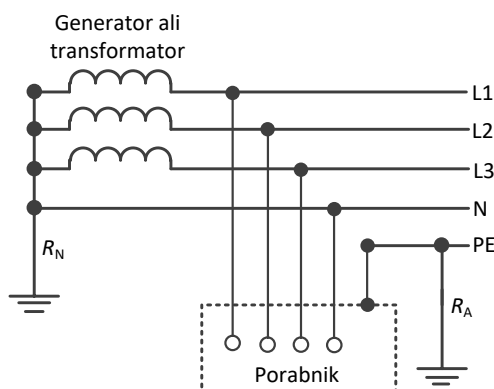 Generator ali
transformator
L1
L2
L3
N
PE
RN
RA
Porabnik